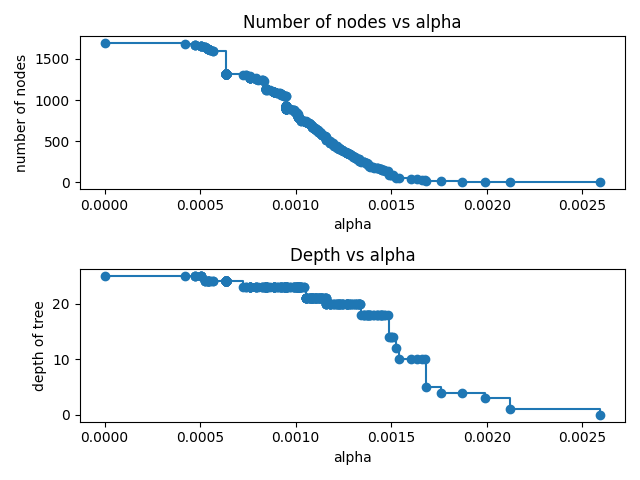 Number of nodes vs alpha
number of nodes
1500
1000
500
0
0.0000 0.0005 0.0010 0.0015 0.0020 0.0025
alpha
Depth vs alpha
depth of tree
20
10
0
0.0000 0.0005 0.0010 0.0015 0.0020 0.0025
alpha